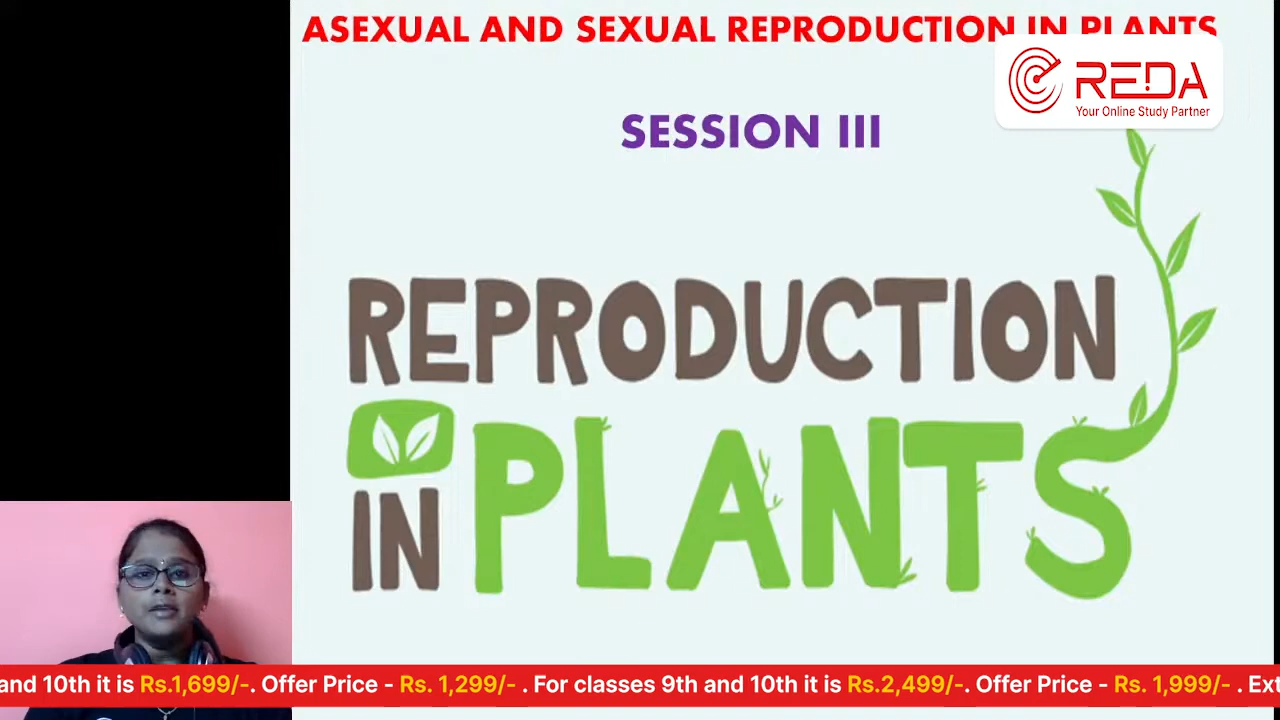 ASEXUAL AND SEXUAL REPRODUCTION IN PLANTS
REDA
Your Online Study Partner
SESSION III
REPRODUCTION
IN PLANTS
and 10th it is Rs.1,699/-. Offer Price - Rs. 1,299/- . For classes 9th and 10th it is Rs.2,499/-. Offer Price - Rs. 1,999/- . Ext